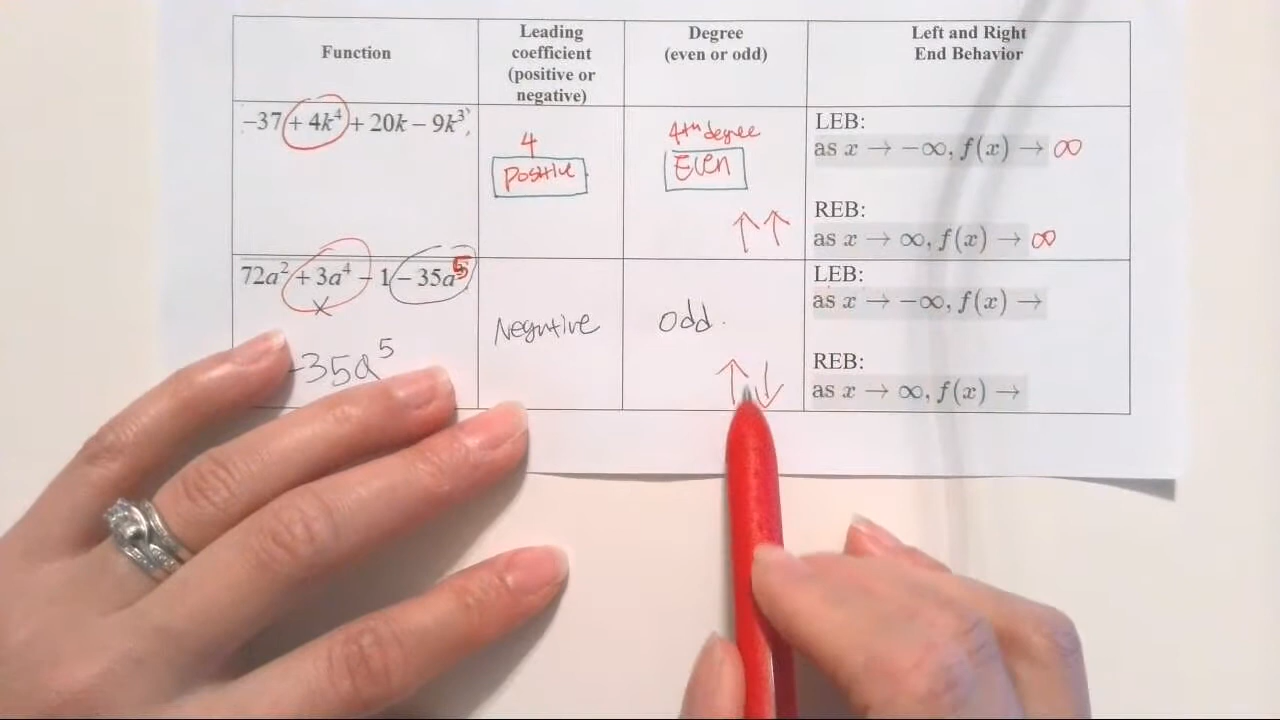 Function
Leading
coefficient
(positive or
negative)
Degree
(even or odd)
Left and Right
End Behavior
-37 + 4k⁴ + 20k - 9k³,
4
positive
4th degree
Even
↑↑
LEB:
as x → -∞, f(x) → ∞
REB:
as x → ∞, f(x) → ∞
72a² + 3a⁴ - 1 - 35a⁵
x
-35a⁵
Negative
odd.
↑↓
LEB:
as x → -∞, f(x) →
REB:
as x → ∞, f(x) →